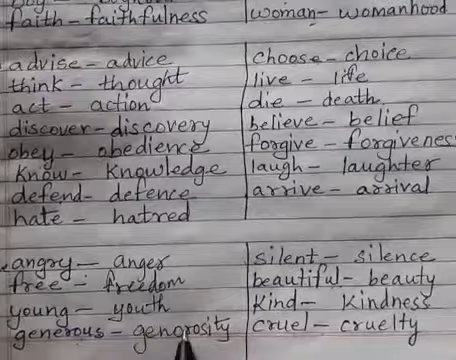 faith – faithfulness
woman – womanhood
advise – advice
think – thought
act – action
discover – discovery
obey – obedience
know – knowledge
defend – defence
hate – hatred
choose – choice
live – life
die – death.
believe – belief
forgive – forgivenes
laugh – laughter
arrive – arrival
angry – anger
free – freedom
young – youth
generous – generosity
silent – silence
beautiful – beauty
Kind – Kindness
cruel – cruelty